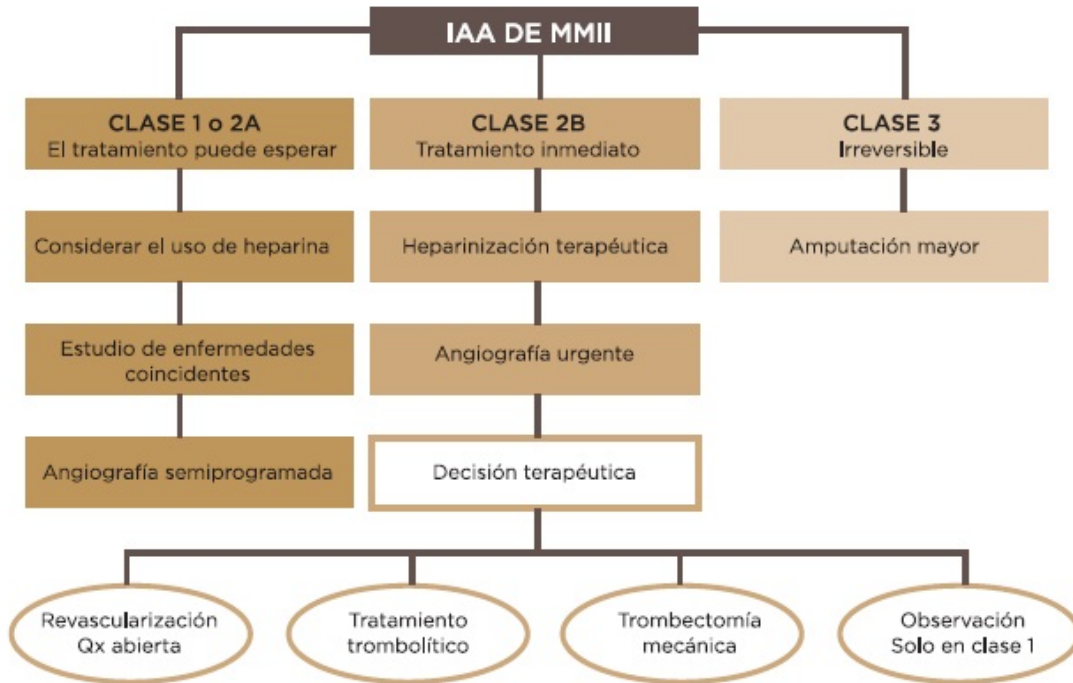 IAA DE MMII
CLASE 1 o 2A
El tratamiento puede esperar
CLASE 2B
Tratamiento inmediato
CLASE 3
Irreversible
Considerar el uso de heparina
Heparinización terapéutica
Amputación mayor
Estudio de enfermedades
coincidentes
Angiografía urgente
Angiografía semiprogramada
Decisión terapéutica
Revascularización
Qx abierta
Tratamiento
trombolítico
Trombectomía
mecánica
Observación
Solo en clase 1